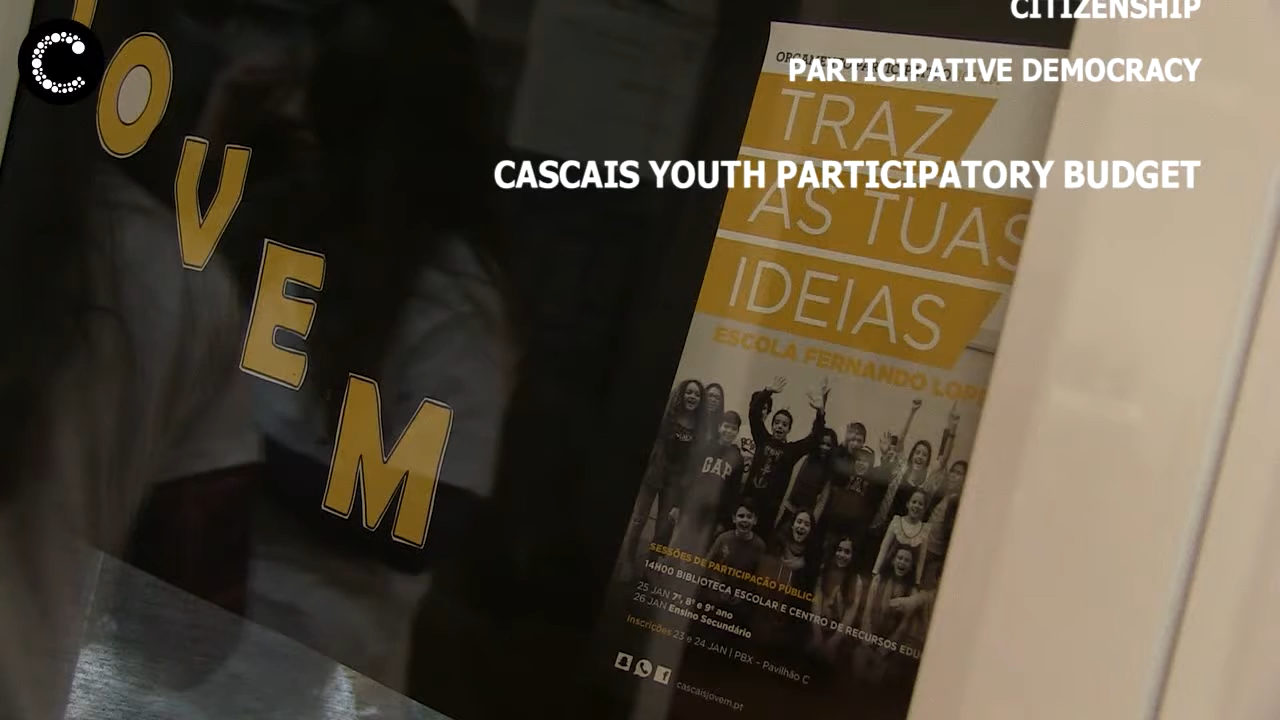 CITIZENSHIP
PARTICIPATIVE DEMOCRACY
CASCAIS YOUTH PARTICIPATORY BUDGET
C
OVEM
TRAZ
AS TUAS
IDEIAS
ESCOLA FERNANDO LOP
GAP
SESSÕES DE PARTICIPAÇÃO PÚBLICA
14H00 BIBLIOTECA ESCOLAR E CENTRO DE RECURSOS EDU
25 JAN 7º, 8º e 9º ano
26 JAN Ensino Secundário
Inscrições 23 e 24 JAN | PBX - Pavilhão C
cascaisjovem.pt